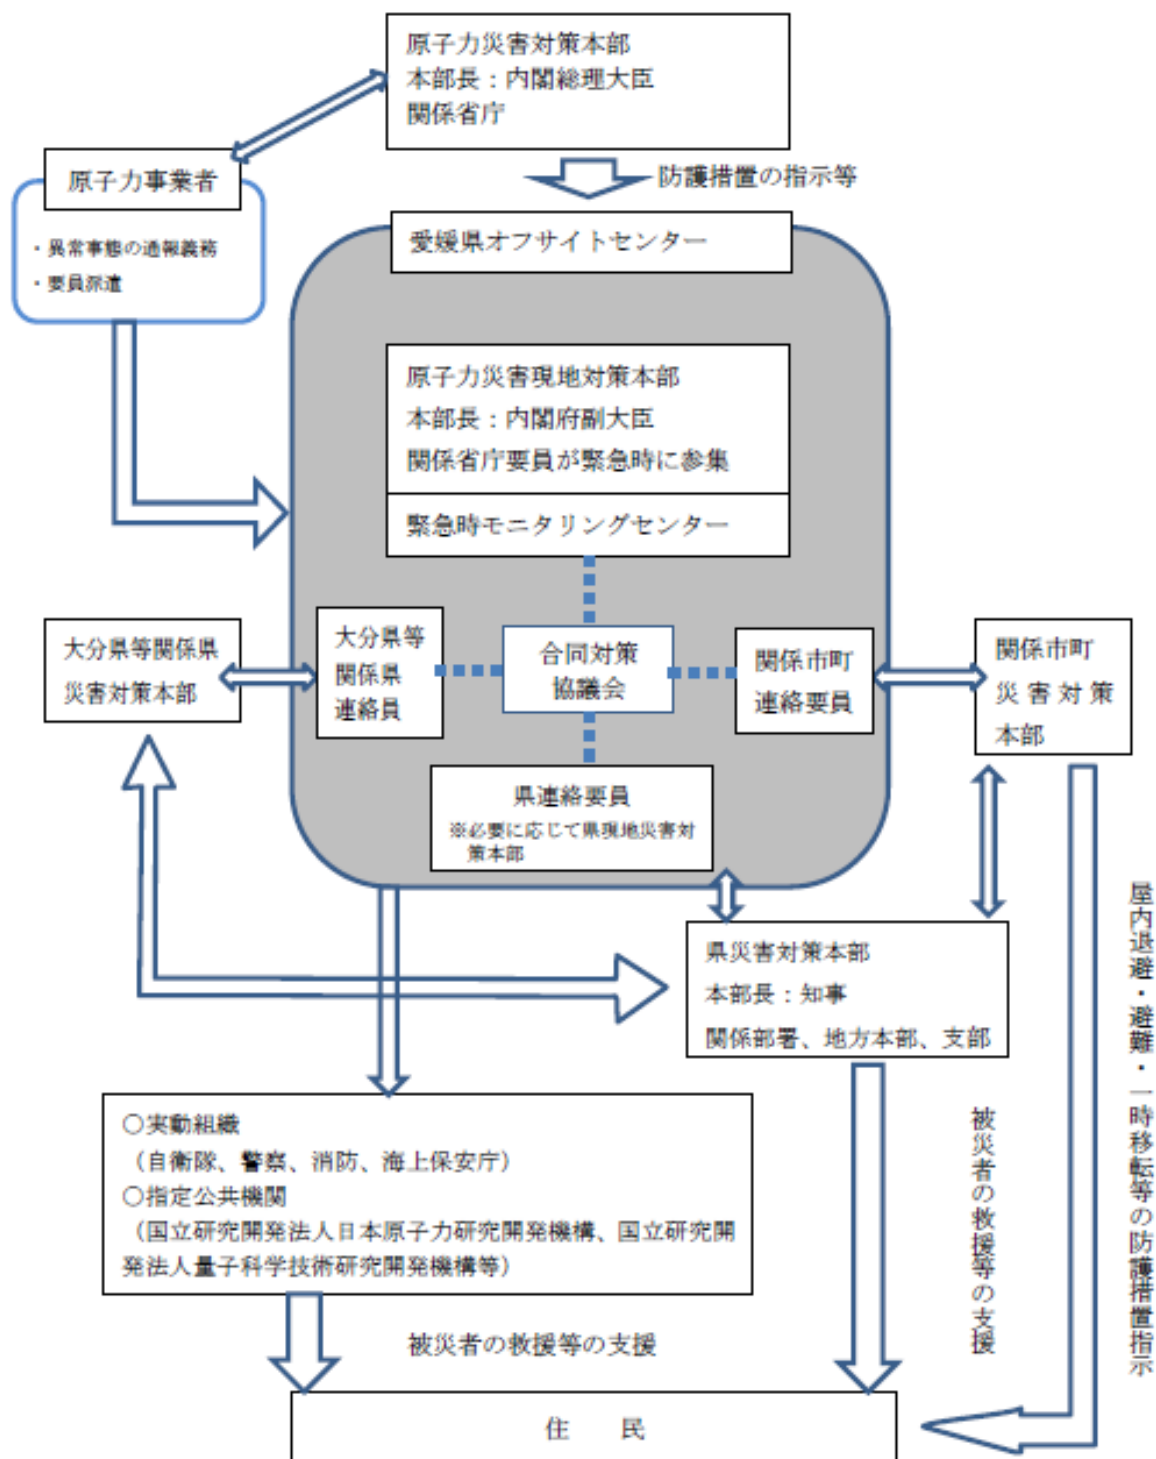 原子力災害対策本部
本部長：内閣総理大臣
関係省庁
原子力事業者
・異常事態の通報義務
・要員派遣
防護措置の指示等
愛媛県オフサイトセンター
原子力災害現地対策本部
本部長：内閣府副大臣
関係省庁要員が緊急時に参集
緊急時モニタリングセンター
大分県等関係県
災害対策本部
大分県等
関係県
連絡員
合同対策
協議会
関係市町
連絡要員
関係市町
災害対策
本部
県連絡要員
※必要に応じて県現地災害対
策本部
県災害対策本部
本部長：知事
関係部署、地方本部、支部
○実動組織
（自衛隊、警察、消防、海上保安庁）
○指定公共機関
（国立研究開発法人日本原子力研究開発機構、国立研究開
発法人量子科学技術研究開発機構等）
被災者の救援等の支援
被災者の救援等の支援
屋内退避・避難・一時移転等の防護措置指示
住　　民